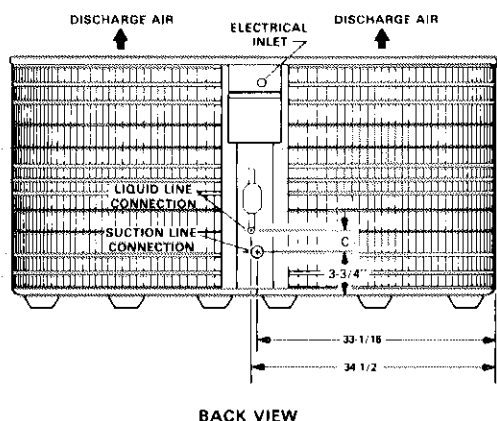 DISCHARGE AIR
ELECTRICAL
INLET
DISCHARGE AIR
LIQUID LINE
CONNECTION
SUCTION LINE
CONNECTION
C
3-3/4"
33-1/16
34 1/2
BACK VIEW